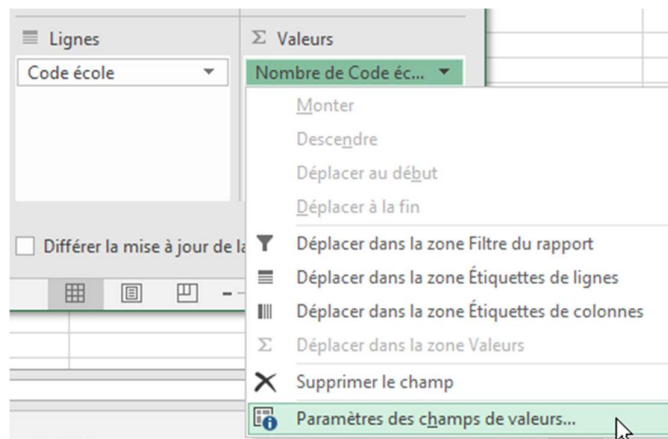 Lignes
Σ Valeurs
Code école
Nombre de Code éc...
Monter
Descendre
Déplacer au début
Déplacer à la fin
Différer la mise à jour de la
Déplacer dans la zone Filtre du rapport
Déplacer dans la zone Étiquettes de lignes
Déplacer dans la zone Étiquettes de colonnes
Σ Déplacer dans la zone Valeurs
Supprimer le champ
Paramètres des champs de valeurs...